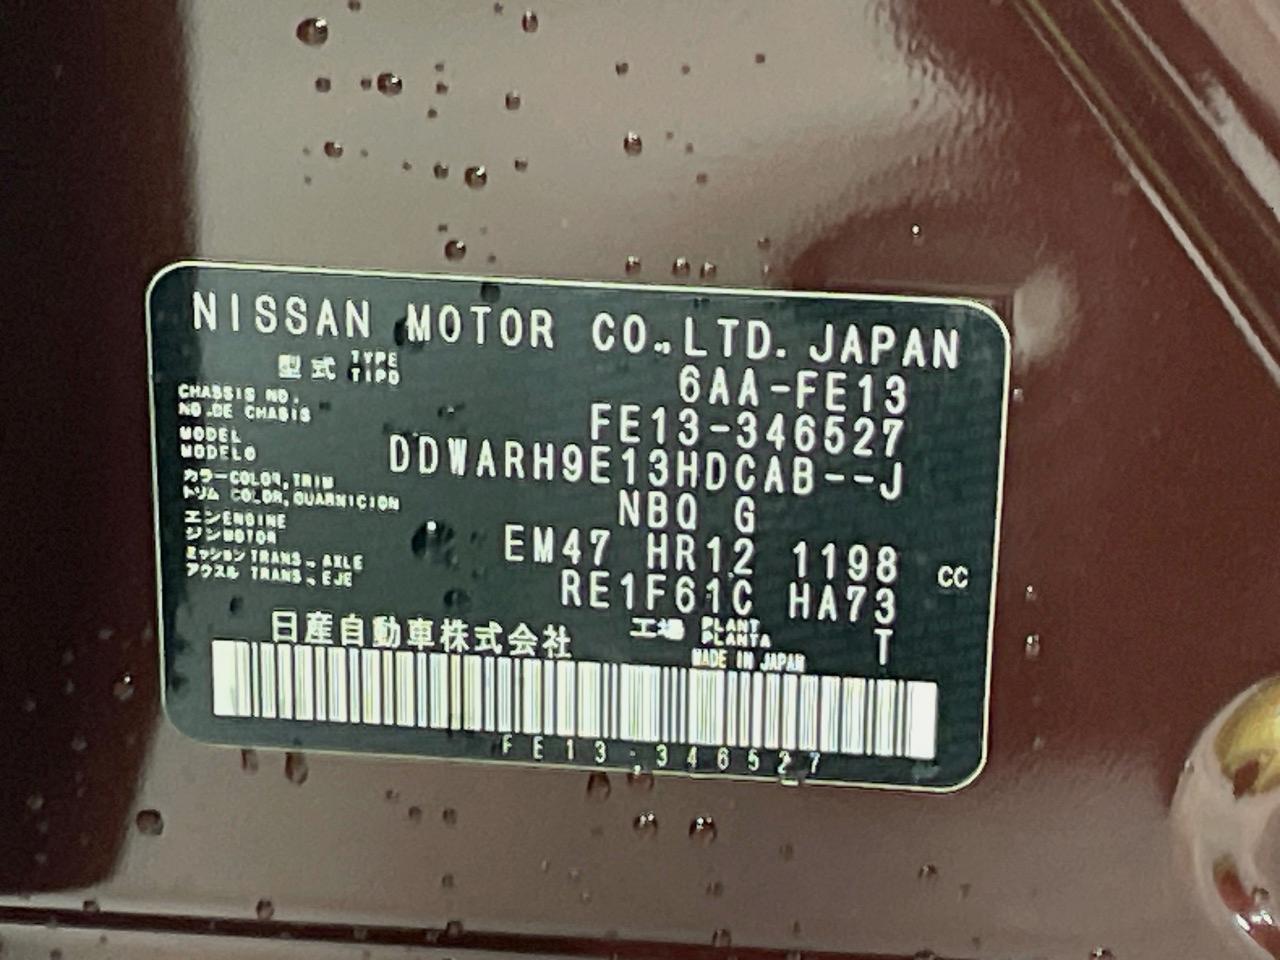 NISSAN MOTOR CO.,LTD. JAPAN
型式 TYPE TIPO 6AA-FE13
CHASSIS NO.
NO.DE CHASIS FE13-346527
MODEL
MODELO DDWARH9E13HDCAB--J
カラー COLOR,TRIM
トリム COLOR,GUARNICION NBQ G
エンジン ENGINE MOTOR EM47 HR12 1198 CC
ミッション TRANS.,AXLE
アクスル TRANS.,EJE RE1F61C HA73
日産自動車株式会社 工場 PLANT PLANTA T
MADE IN JAPAN
FE13-346527